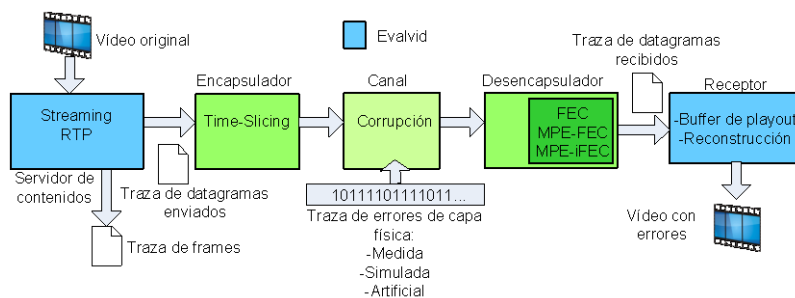 Vídeo original
Evalvid
Traza de datagramas
recibidos
Encapsulador
Canal
Desencapsulador
Receptor
Streaming
RTP
Time-Slicing
Corrupción
FEC
MPE-FEC
MPE-iFEC
-Buffer de playout
-Reconstrucción
Servidor de
contenidos
Traza de datagramas
enviados
10111101111011...
Traza de errores de capa
física:
-Medida
-Simulada
-Artificial
Traza de frames
Vídeo con
errores